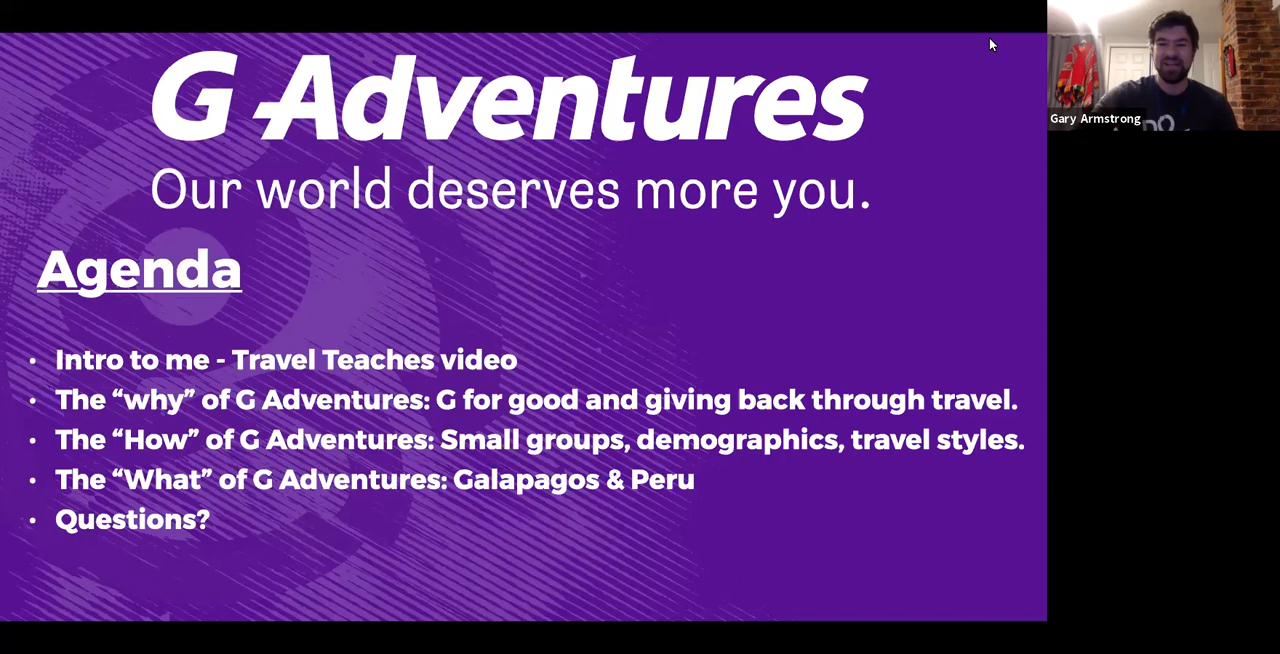 G Adventures
Our world deserves more you.
Agenda
• Intro to me - Travel Teaches video
• The “why” of G Adventures: G for good and giving back through travel.
• The “How” of G Adventures: Small groups, demographics, travel styles.
• The “What” of G Adventures: Galapagos & Peru
• Questions?
Gary Armstrong